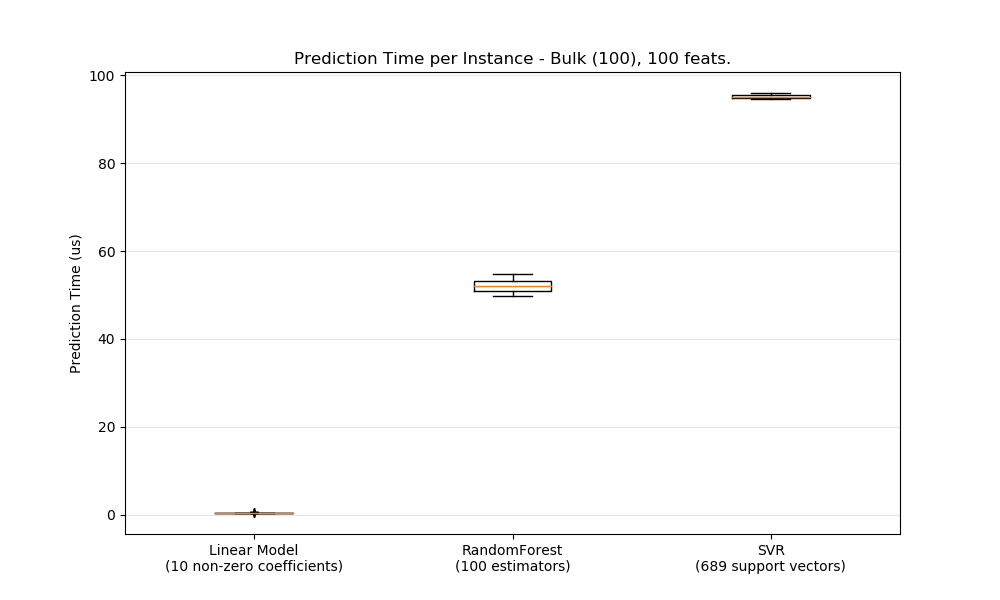 Prediction Time per Instance - Bulk (100), 100 feats.
100
80
60
40
20
0
Prediction Time (us)
Linear Model
(10 non-zero coefficients)
RandomForest
(100 estimators)
SVR
(689 support vectors)